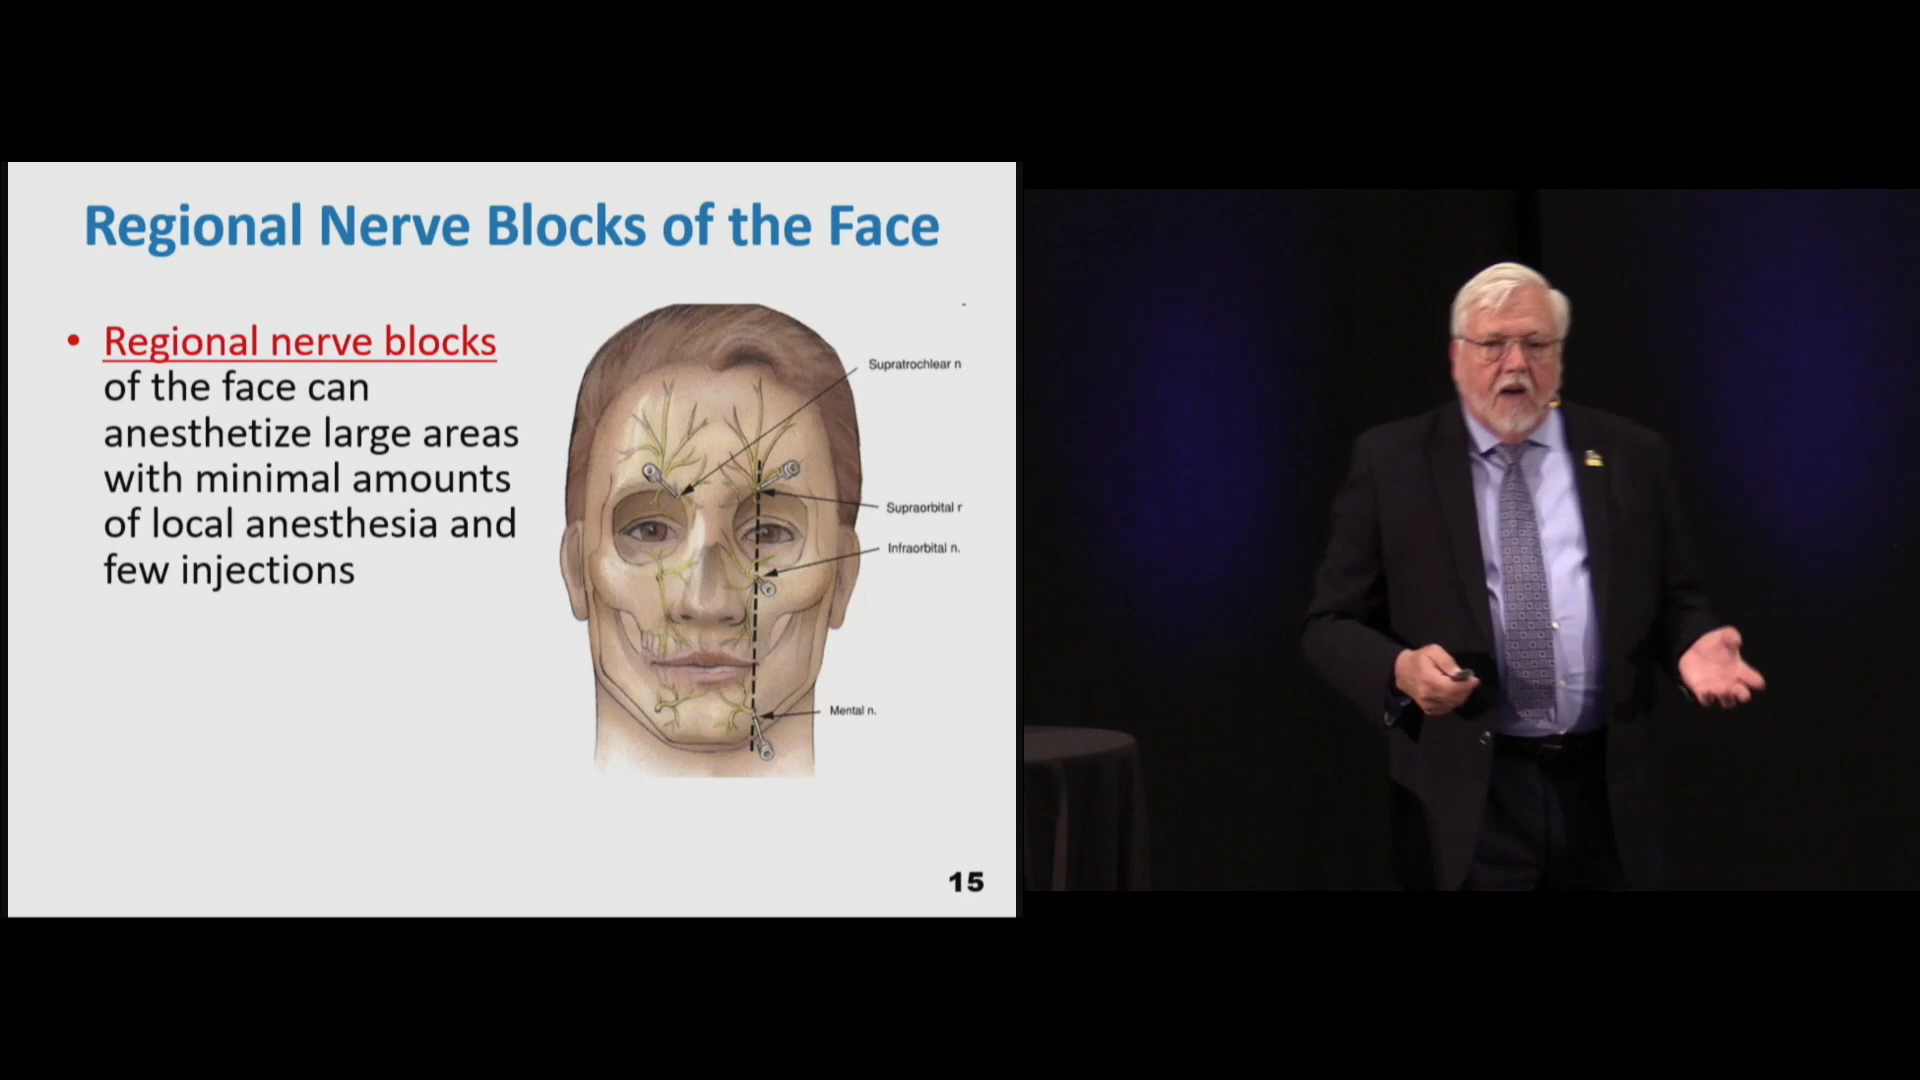 Regional Nerve Blocks of the Face
• Regional nerve blocks
of the face can
anesthetize large areas
with minimal amounts
of local anesthesia and
few injections
Supratrochlear n
Supraorbital r
Infraorbital n.
Mental n.
15